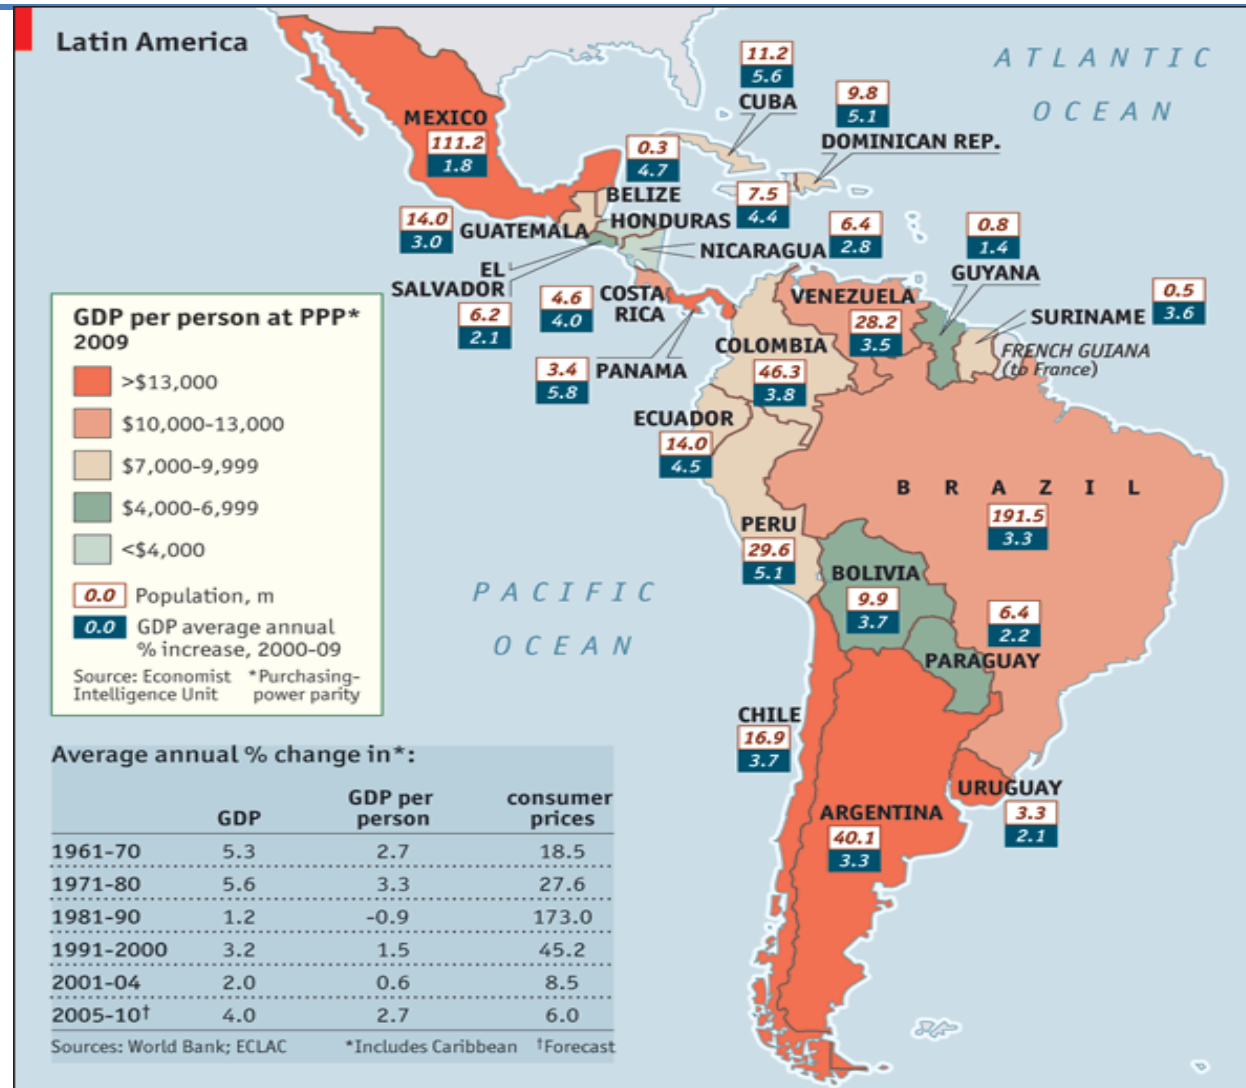 Latin America
ATLANTIC
OCEAN
11.2
5.6
CUBA
9.8
5.1
DOMINICAN REP.
MEXICO
111.2
1.8
0.3
4.7
BELIZE
7.5
4.4
HONDURAS
14.0
3.0
GUATEMALA
6.4
2.8
NICARAGUA
0.8
1.4
GUYANA
EL
SALVADOR
6.2
2.1
4.6
4.0
COSTA
RICA
VENEZUELA
28.2
3.5
0.5
3.6
SURINAME
FRENCH GUIANA
(to France)
3.4
5.8
PANAMA
COLOMBIA
46.3
3.8
ECUADOR
14.0
4.5
BRAZIL
191.5
3.3
PERU
29.6
5.1
BOLIVIA
9.9
3.7
PACIFIC
OCEAN
6.4
2.2
PARAGUAY
CHILE
16.9
3.7
URUGUAY
3.3
2.1
ARGENTINA
40.1
3.3
GDP per person at PPP*
2009
>$13,000
$10,000-13,000
$7,000-9,999
$4,000-6,999
<$4,000
0.0 Population, m
0.0 GDP average annual
% increase, 2000-09
Source: Economist *Purchasing-
Intelligence Unit power parity
Average annual % change in*:
GDP per consumer
GDP person prices
1961-70 5.3 2.7 18.5
1971-80 5.6 3.3 27.6
1981-90 1.2 -0.9 173.0
1991-2000 3.2 1.5 45.2
2001-04 2.0 0.6 8.5
2005-10† 4.0 2.7 6.0
Sources: World Bank; ECLAC *Includes Caribbean †Forecast